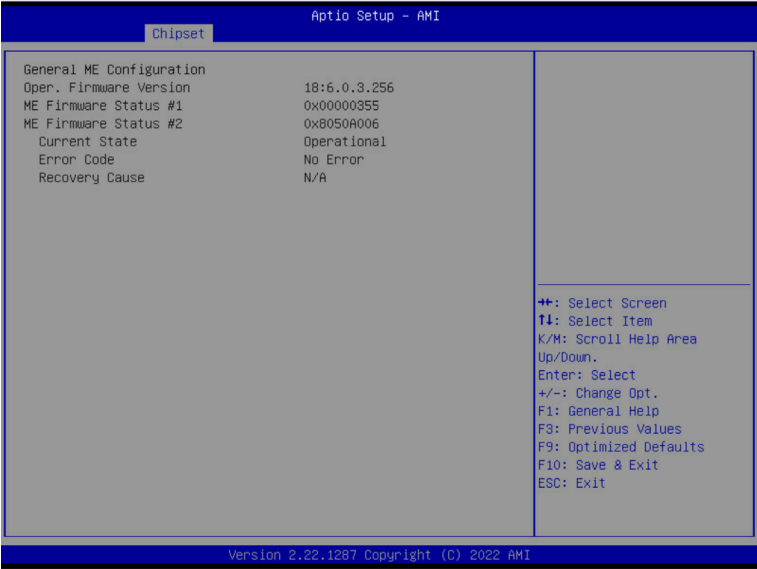 Aptio Setup – AMI
Chipset
General ME Configuration
Oper. Firmware Version 18:6.0.3.256
ME Firmware Status #1 0x00000355
ME Firmware Status #2 0x8050A006
Current State Operational
Error Code No Error
Recovery Cause N/A
→←: Select Screen
↑↓: Select Item
K/M: Scroll Help Area
Up/Down.
Enter: Select
+/-: Change Opt.
F1: General Help
F3: Previous Values
F9: Optimized Defaults
F10: Save & Exit
ESC: Exit
Version 2.22.1287 Copyright (C) 2022 AMI